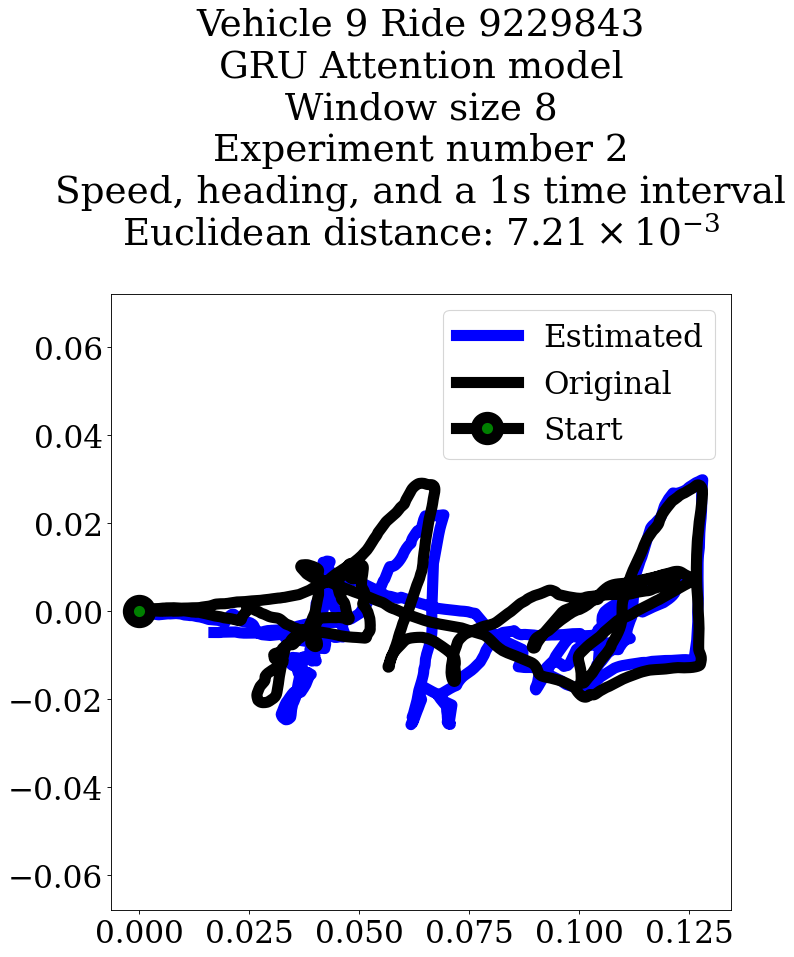 Vehicle 9 Ride 9229843
GRU Attention model
Window size 8
Experiment number 2
Speed, heading, and a 1s time interval
Euclidean distance: 7.21 × 10⁻³
Estimated
Original
Start
0.06
0.04
0.02
0.00
−0.02
−0.04
−0.06
0.000 0.025 0.050 0.075 0.100 0.125